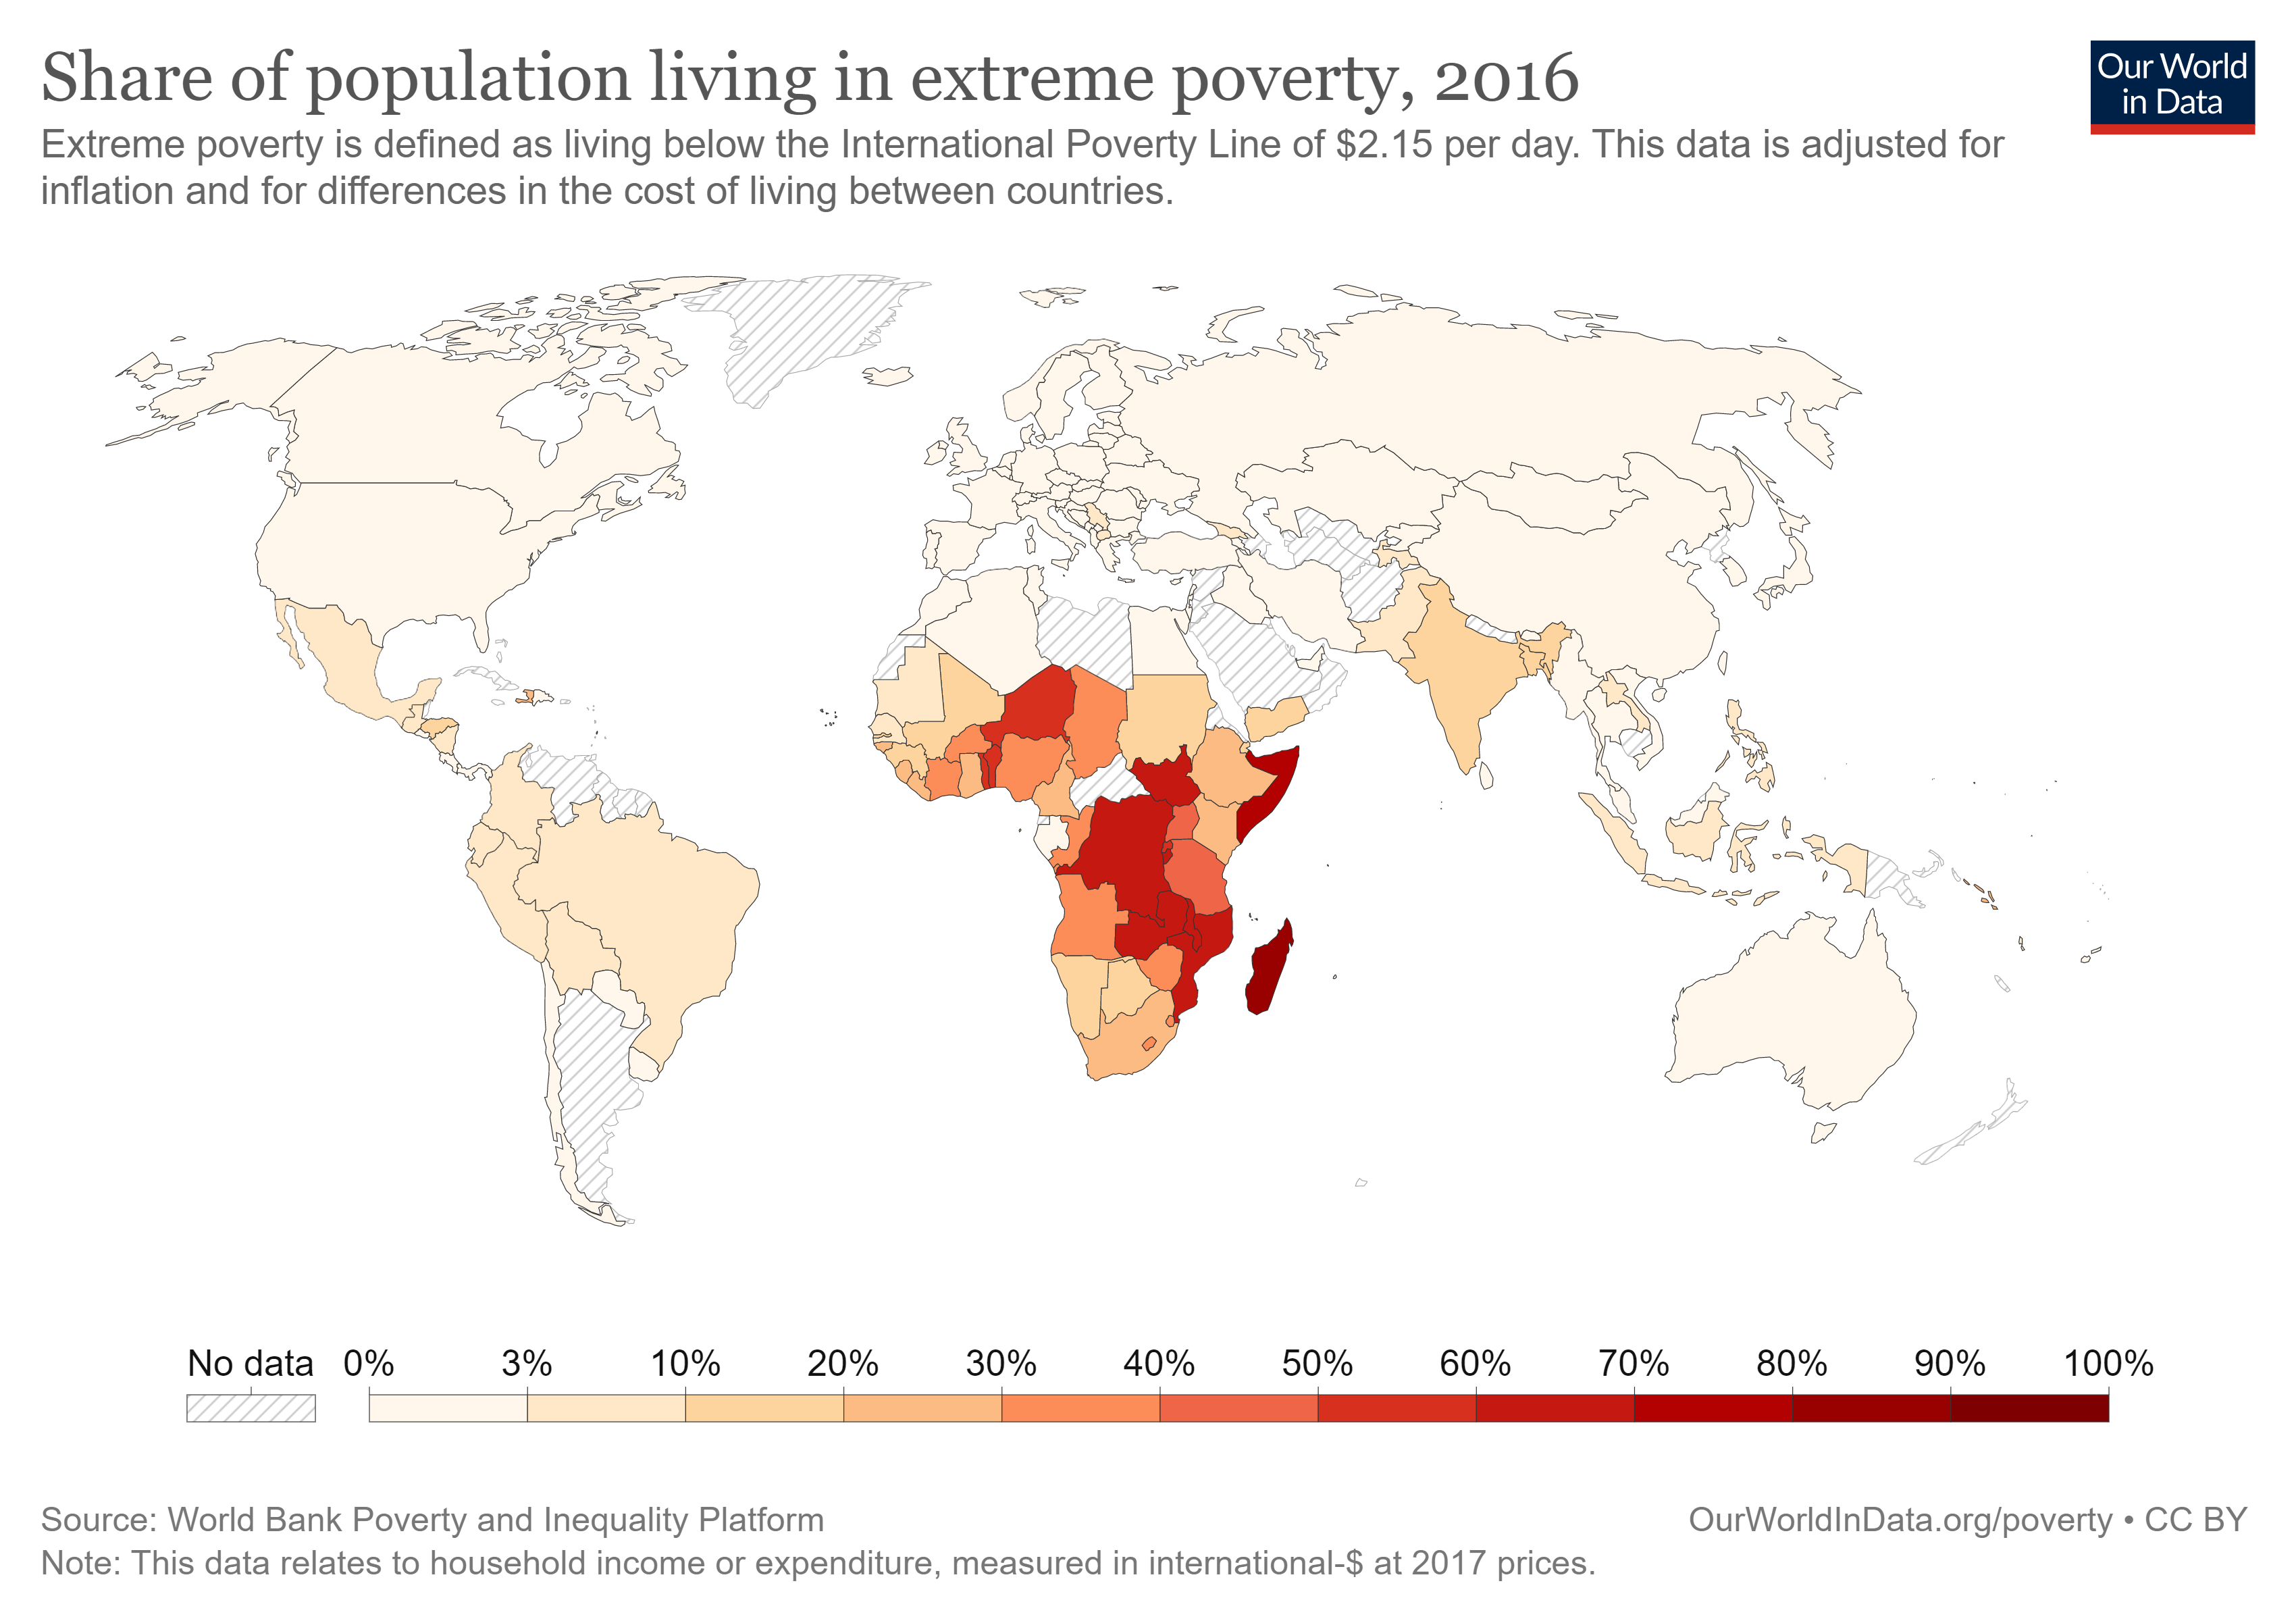 Share of population living in extreme poverty, 2016
Our World
in Data
Extreme poverty is defined as living below the International Poverty Line of $2.15 per day. This data is adjusted for
inflation and for differences in the cost of living between countries.
No data 0% 3% 10% 20% 30% 40% 50% 60% 70% 80% 90% 100%
Source: World Bank Poverty and Inequality Platform
OurWorldInData.org/poverty • CC BY
Note: This data relates to household income or expenditure, measured in international-$ at 2017 prices.